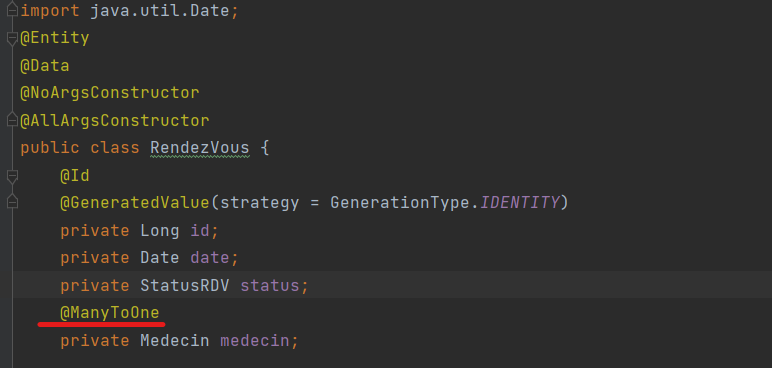 import java.util.Date;
@Entity
@Data
@NoArgsConstructor
@AllArgsConstructor
public class RendezVous {
@Id
@GeneratedValue(strategy = GenerationType.IDENTITY)
private Long id;
private Date date;
private StatusRDV status;
@ManyToOne
private Medecin medecin;